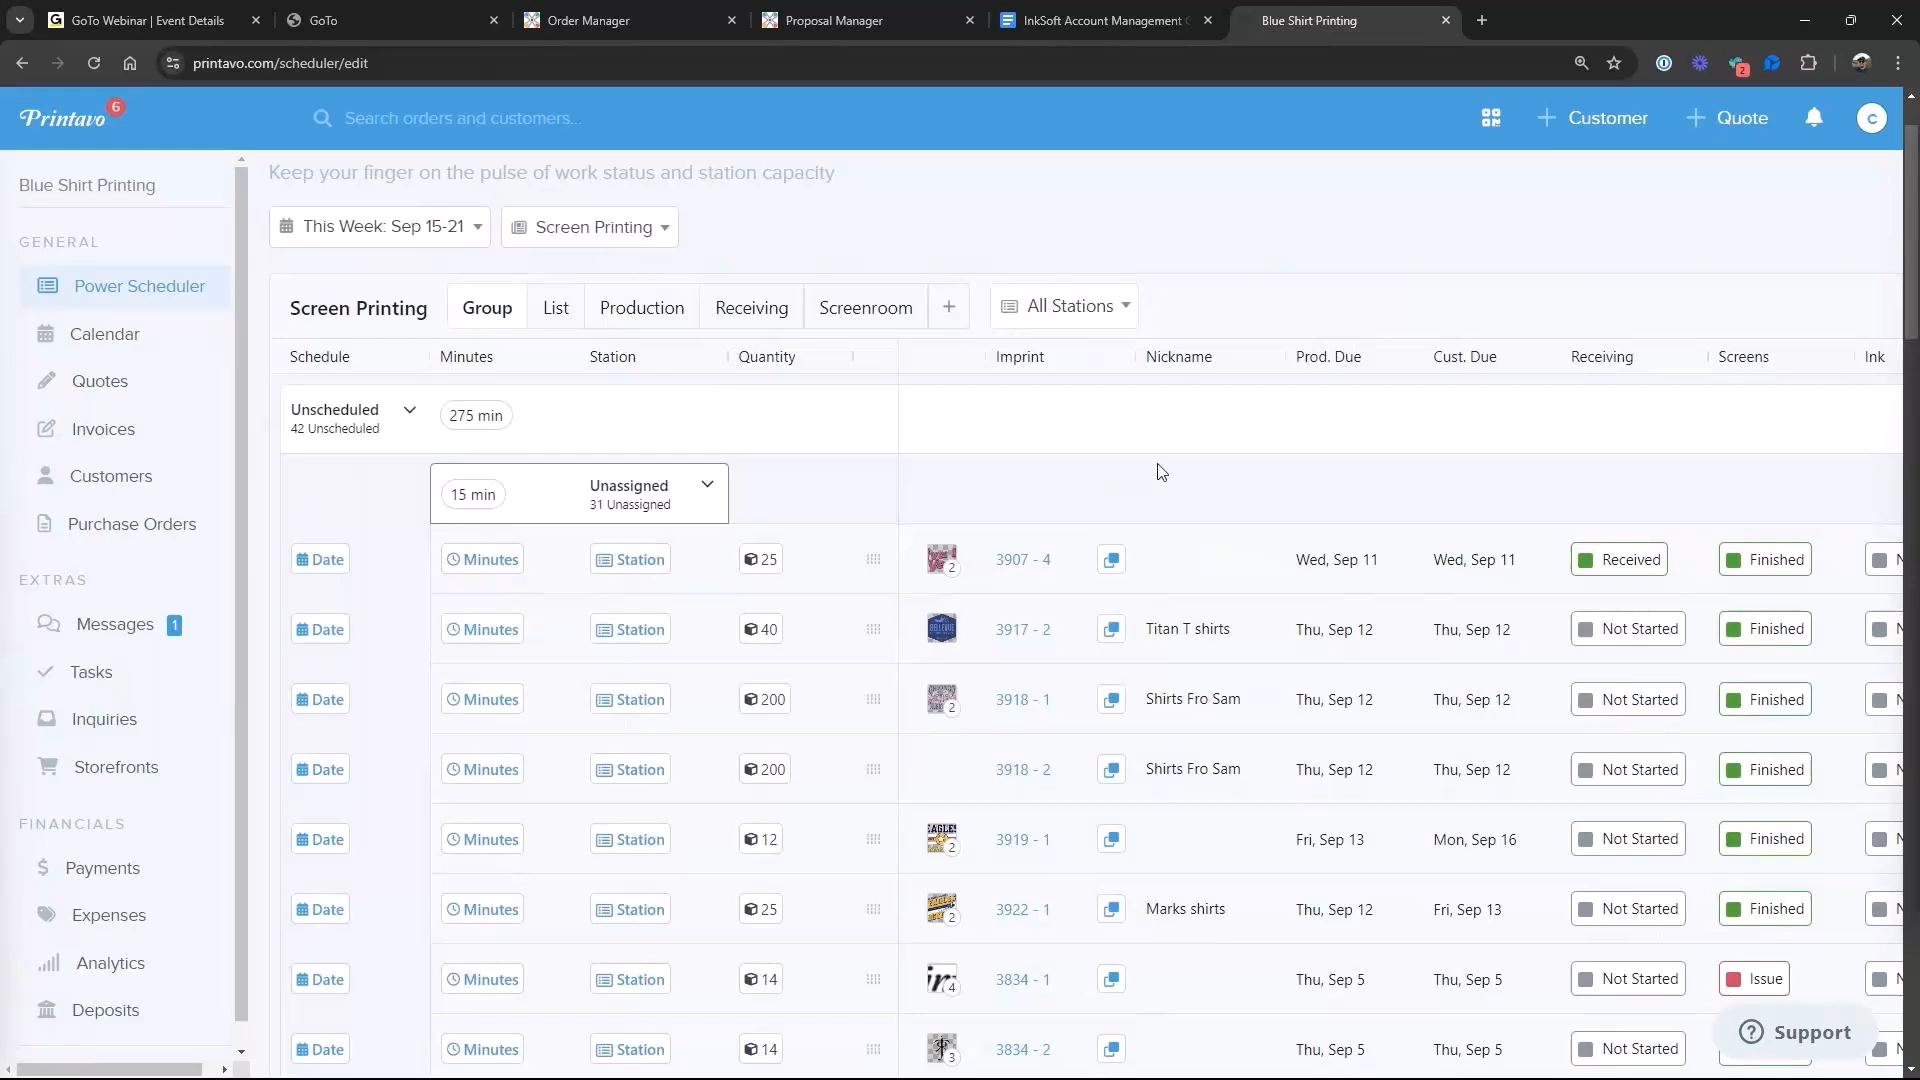 GoTo Webinar | Event Details
GoTo
Order Manager
Proposal Manager
InkSoft Account Management
Blue Shirt Printing
printavo.com/scheduler/edit
2
Printavo 6
Search orders and customers...
Customer
Quote
C
Blue Shirt Printing
GENERAL
Power Scheduler
Calendar
Quotes
Invoices
Customers
Purchase Orders
EXTRAS
Messages 1
Tasks
Inquiries
Storefronts
FINANCIALS
Payments
Expenses
Analytics
Deposits
Keep your finger on the pulse of work status and station capacity
This Week: Sep 15-21
Screen Printing
Screen Printing Group List Production Receiving Screenroom + All Stations
Schedule Minutes Station Quantity Imprint Nickname Prod. Due Cust. Due Receiving Screens Ink
Unscheduled
42 Unscheduled
275 min
15 min
Unassigned
31 Unassigned
Date Minutes Station 25 2 3907 - 4 Wed, Sep 11 Wed, Sep 11 Received Finished N
Date Minutes Station 40 BELLEVUE 3917 - 2 Titan T shirts Thu, Sep 12 Thu, Sep 12 Not Started Finished N
Date Minutes Station 200 2 3918 - 1 Shirts Fro Sam Thu, Sep 12 Thu, Sep 12 Not Started Finished N
Date Minutes Station 200 3918 - 2 Shirts Fro Sam Thu, Sep 12 Thu, Sep 12 Not Started Finished N
Date Minutes Station 12 EAGLES 2 3919 - 1 Fri, Sep 13 Mon, Sep 16 Not Started Finished N
Date Minutes Station 25 2 3922 - 1 Marks shirts Thu, Sep 12 Fri, Sep 13 Not Started Finished N
Date Minutes Station 14 4 3834 - 1 Thu, Sep 5 Thu, Sep 5 Not Started Issue N
Date Minutes Station 14 3 3834 - 2 Thu, Sep 5 Thu, Sep 5 Not Started
Support